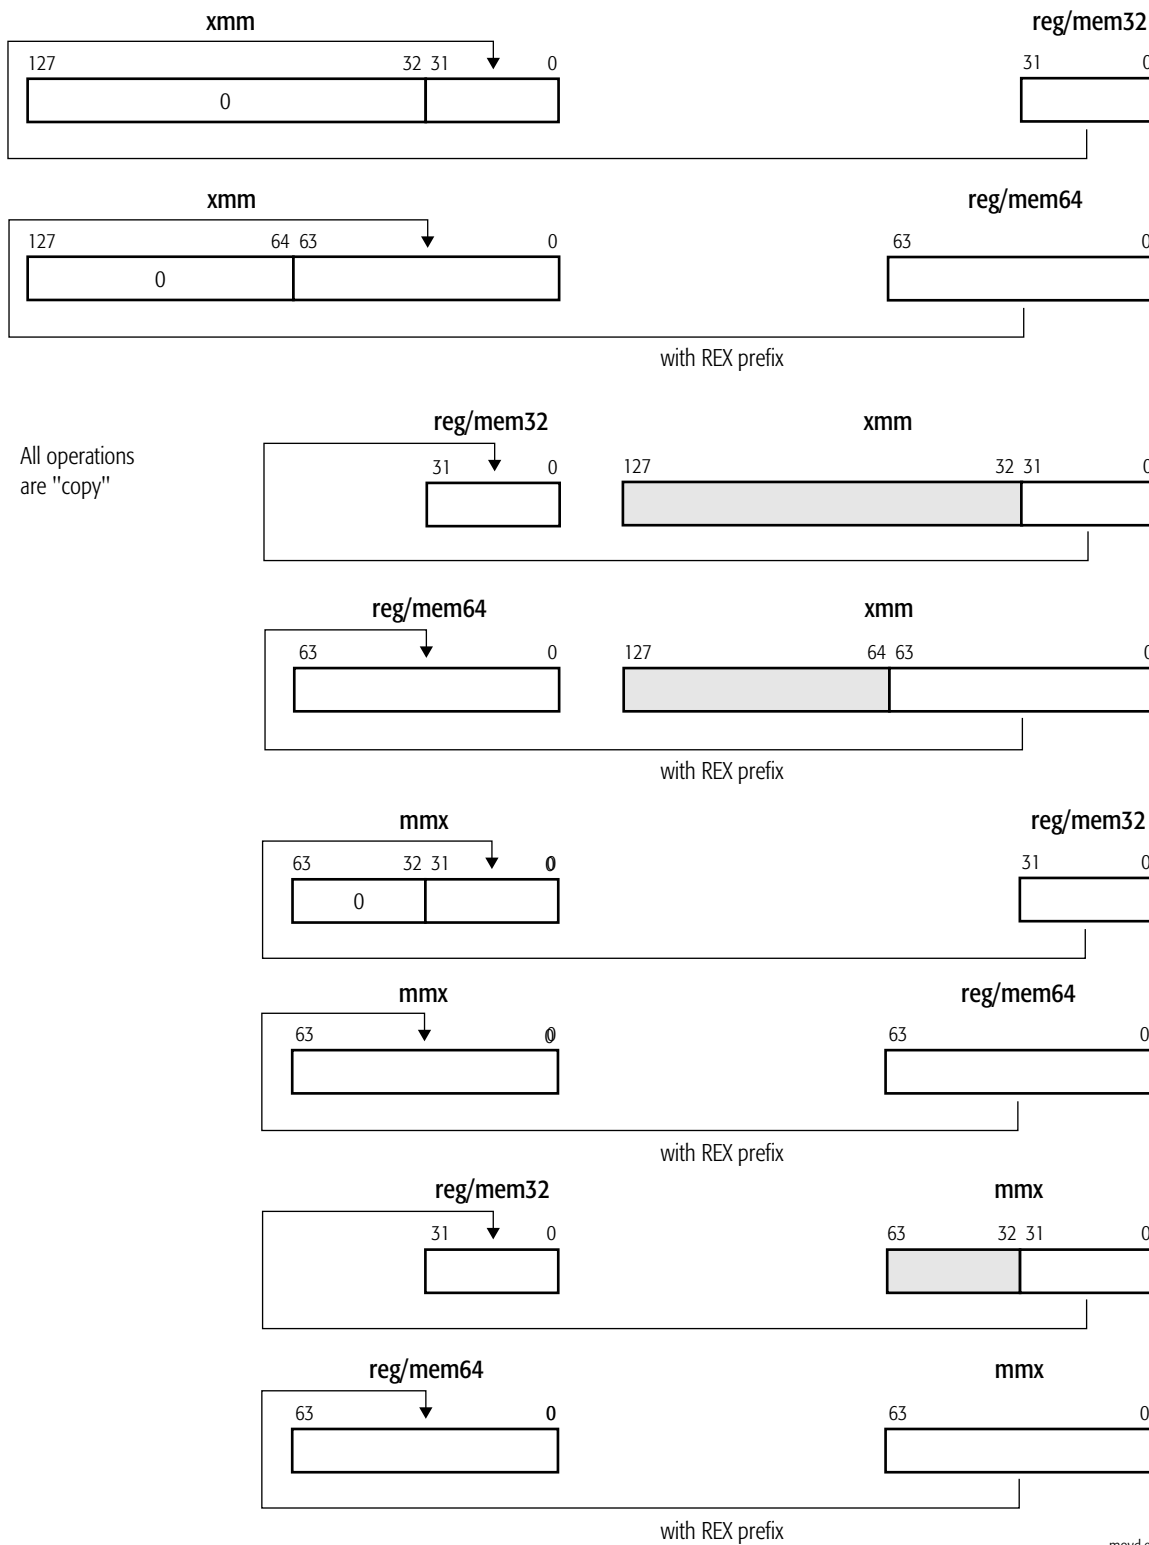 xmm reg/mem32
127 32 31 0 31 0
0
xmm reg/mem64
127 64 63 0 63 0
0
with REX prefix
reg/mem32 xmm
All operations
are "copy"
31 0 127 32 31 0
reg/mem64 xmm
63 0 127 64 63 0
with REX prefix
mmx reg/mem32
63 32 31 0 31 0
0
mmx reg/mem64
63 0 63 0
with REX prefix
reg/mem32 mmx
31 0 63 32 31 0
reg/mem64 mmx
63 0 63 0
with REX prefix